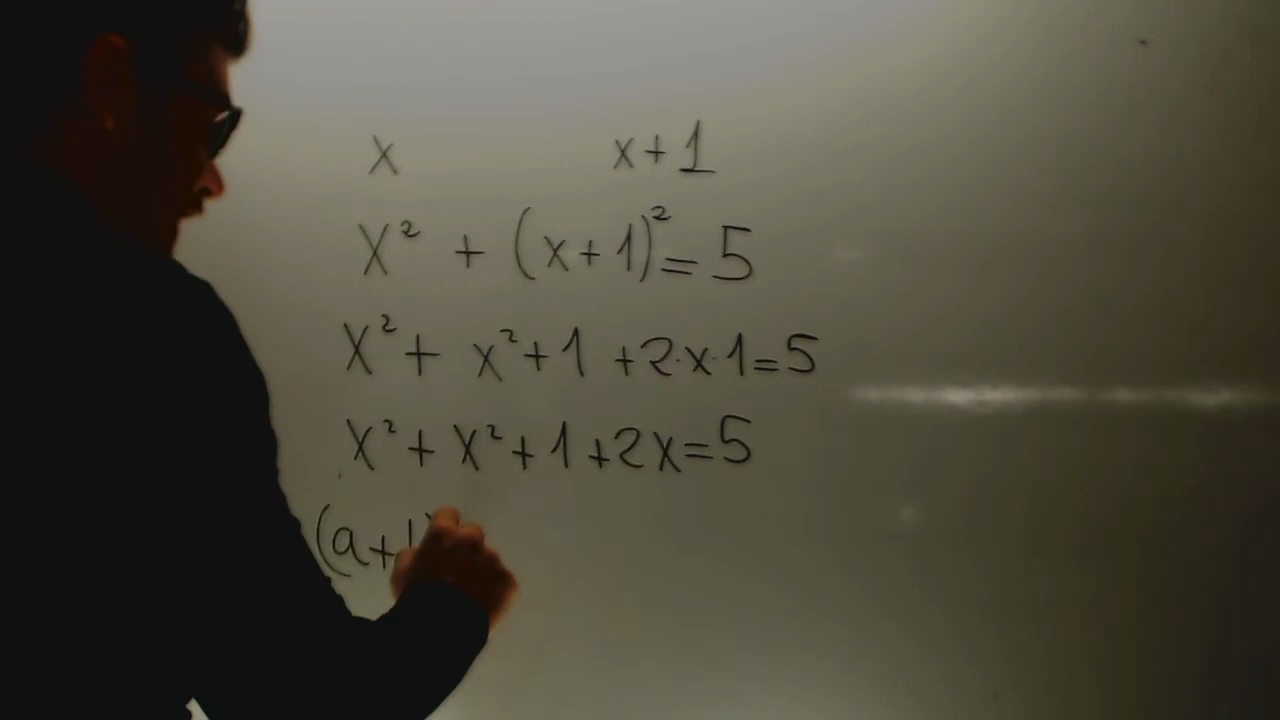 x x+1
x² + (x+1)² = 5
x² + x² + 1 + 2·x·1 = 5
x² + x² + 1 + 2x = 5
(a+